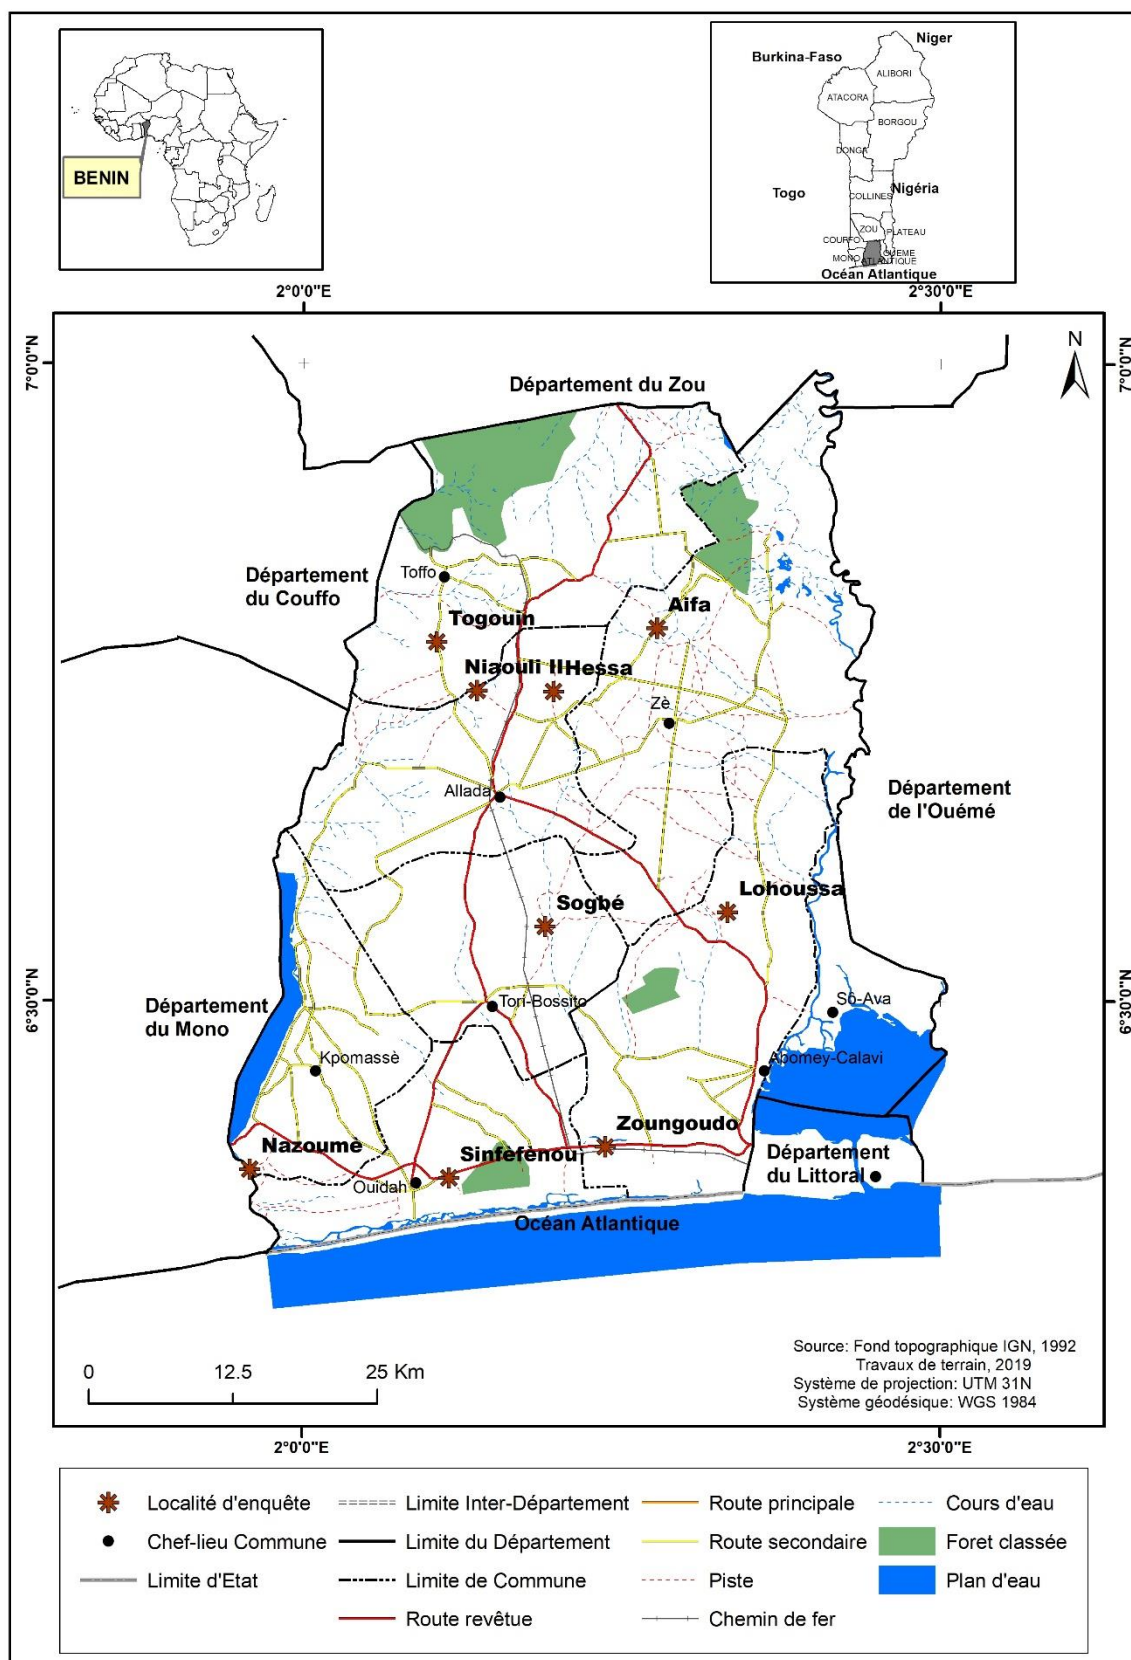 BENIN
Niger
Burkina-Faso
ALIBORI
ATACORA
BORGOU
DONGA
Togo
Nigéria
COLLINES
ZOU
PLATEAU
COURFO
MONO
OUEME
ATLANTIQUE
Océan Atlantique
2°0'0"E
2°30'0"E
7°0'0"N
7°0'0"N
N
Département du Zou
Département
du Couffo
Toffo
Togouin
Aifa
Niaouli II
Hessa
Zè
Allada
Département
de l'Ouémé
Lohoussa
Sogbé
6°30'0"N
6°30'0"N
Département
du Mono
Tori-Bossito
Sô-Ava
Kpomassè
Abomey-Calavi
Zoungoudo
Nazoumè
Sinfèfènou
Département
du Littoral
Ouidah
Océan Atlantique
0
12.5
25 Km
Source: Fond topographique IGN, 1992
Travaux de terrain, 2019
Système de projection: UTM 31N
Système géodésique: WGS 1984
2°0'0"E
2°30'0"E
Localité d'enquête
Limite Inter-Département
Route principale
Cours d'eau
Chef-lieu Commune
Limite du Département
Route secondaire
Foret classée
Limite d'Etat
Limite de Commune
Piste
Plan d'eau
Route revêtue
Chemin de fer